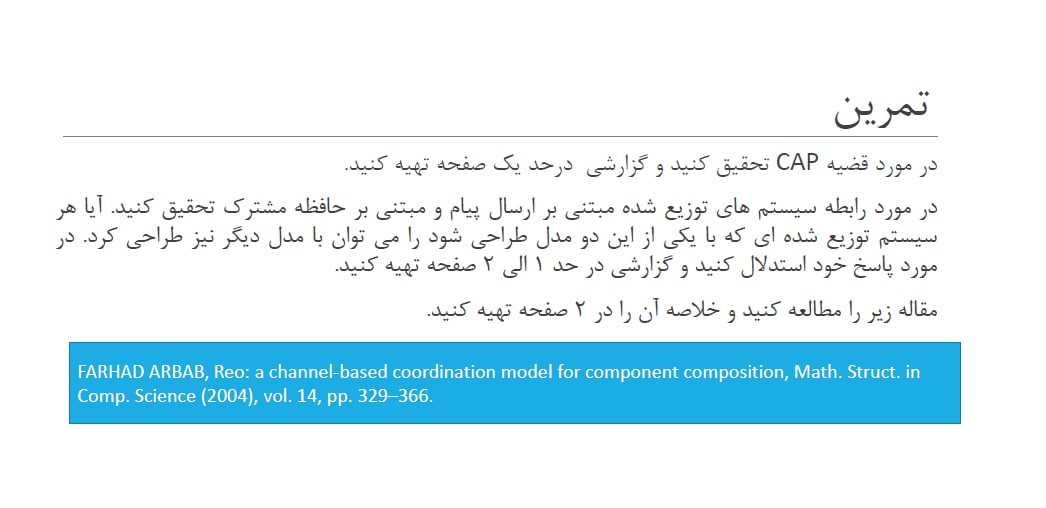 تمرین
در مورد قضیه CAP تحقیق کنید و گزارشی درحد یک صفحه تهیه کنید.
در مورد رابطه سیستم های توزیع شده مبتنی بر ارسال پیام و مبتنی بر حافظه مشترک تحقیق کنید. آیا هر
سیستم توزیع شده ای که با یکی از این دو مدل طراحی شود را می توان با مدل دیگر نیز طراحی کرد. در
مورد پاسخ خود استدلال کنید و گزارشی در حد ۱ الی ۲ صفحه تهیه کنید.
مقاله زیر را مطالعه کنید و خلاصه آن را در ۲ صفحه تهیه کنید.
FARHAD ARBAB, Reo: a channel-based coordination model for component composition, Math. Struct. in
Comp. Science (2004), vol. 14, pp. 329–366.